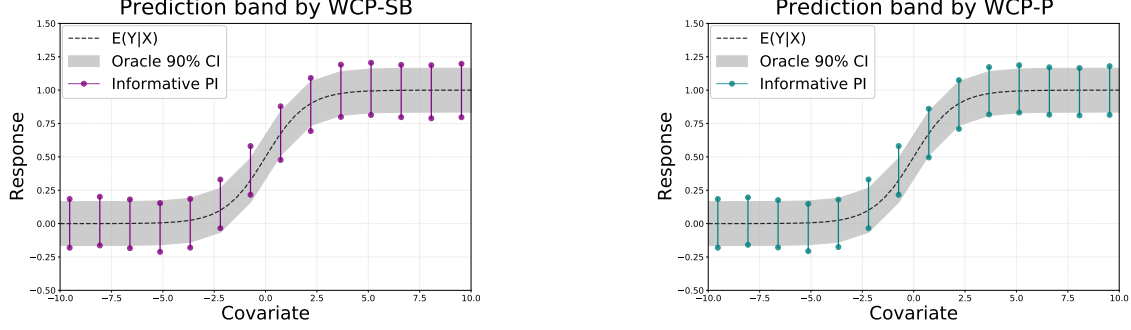 Prediction band by WCP-SB
1.50
1.25
1.00
0.75
0.50
0.25
0.00
−0.25
−0.50
Response
E(Y|X)
Oracle 90% CI
Informative PI
−10.0 −7.5 −5.0 −2.5 0.0 2.5 5.0 7.5 10.0
Covariate
Prediction band by WCP-P
1.50
1.25
1.00
0.75
0.50
0.25
0.00
−0.25
−0.50
Response
E(Y|X)
Oracle 90% CI
Informative PI
−10.0 −7.5 −5.0 −2.5 0.0 2.5 5.0 7.5 10.0
Covariate